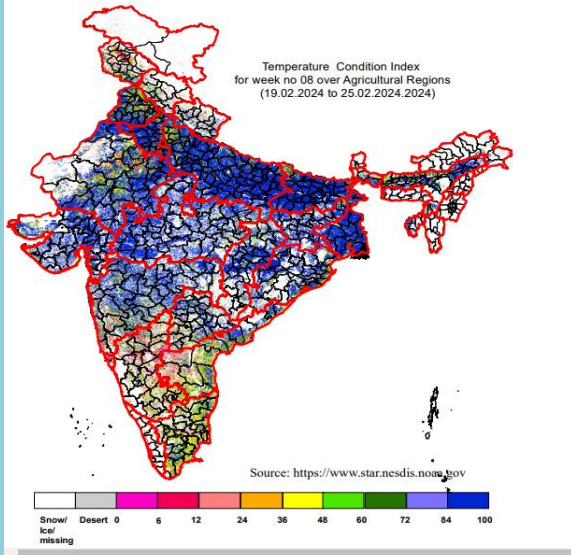 Temperature Condition Index
for week no 08 over Agricultural Regions
(19.02.2024 to 25.02.2024.2024)
Source: https://www.star.nesdis.noaa.gov
Snow/ Desert 0 6 12 24 36 48 60 72 84 100
Ice/
missing